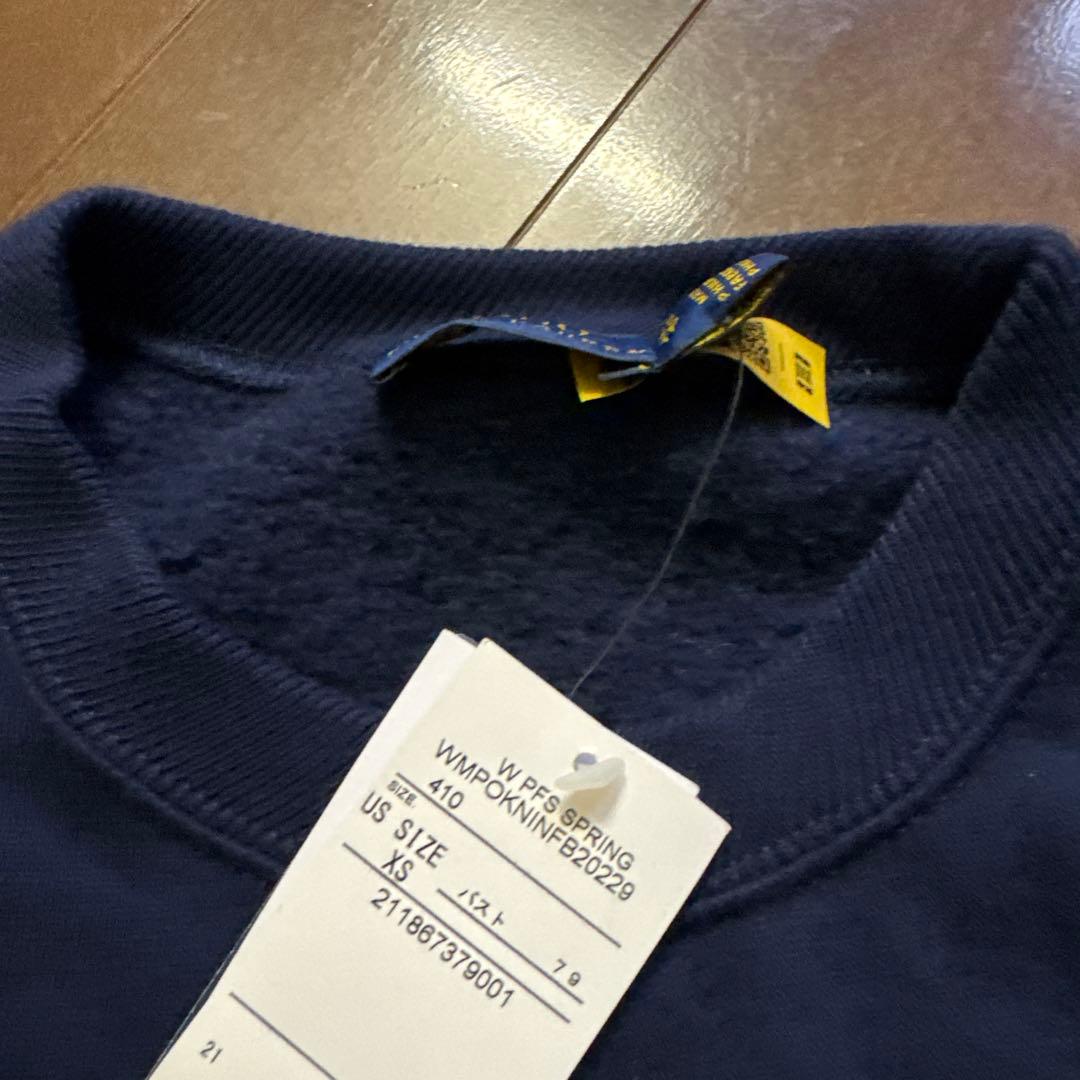 W PFS SPRING
WMPOKNINFB20229
410
SIZE.
US SIZE
XS
バスト
79
211867379001
21